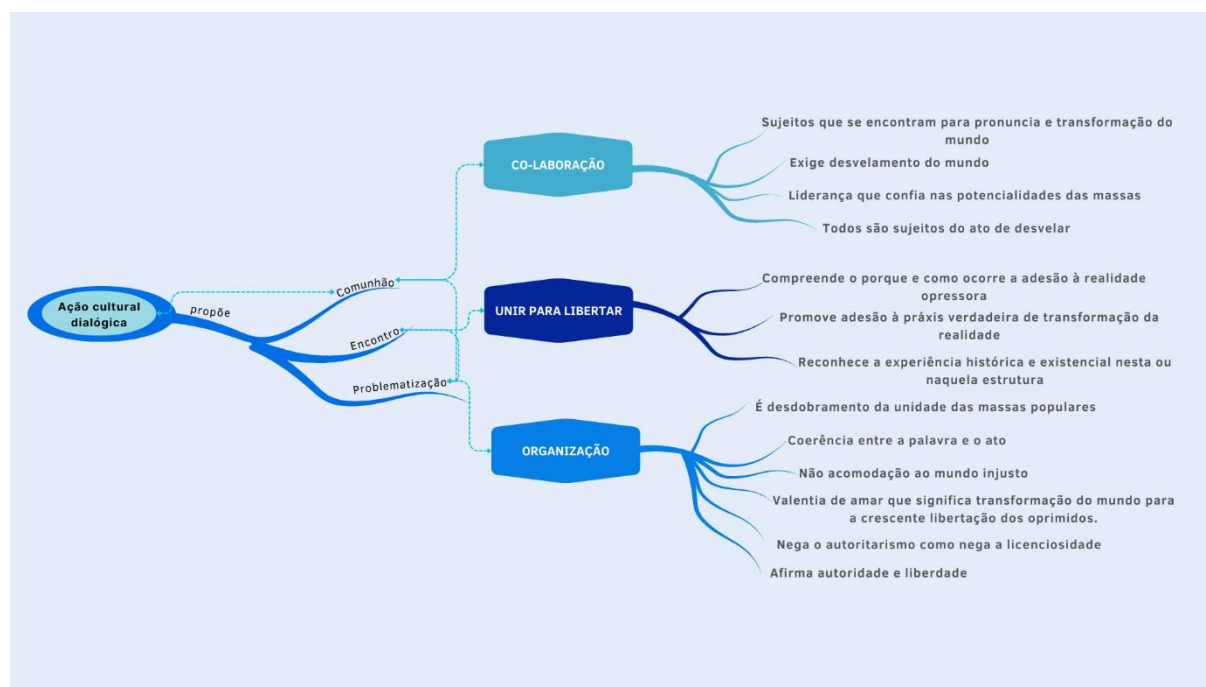 Ação cultural
dialógica
propõe
Comunhão
Encontro
Problematização
CO-LABORAÇÃO
Sujeitos que se encontram para pronuncia e transformação do
mundo
Exige desvelamento do mundo
Liderança que confia nas potencialidades das massas
Todos são sujeitos do ato de desvelar
UNIR PARA LIBERTAR
Compreende o porque e como ocorre a adesão à realidade
opressora
Promove adesão à práxis verdadeira de transformação da
realidade
Reconhece a experiência histórica e existencial nesta ou
naquela estrutura
ORGANIZAÇÃO
É desdobramento da unidade das massas populares
Coerência entre a palavra e o ato
Não acomodação ao mundo injusto
Valentia de amar que significa transformação do mundo para
a crescente libertação dos oprimidos.
Nega o autoritarismo como nega a licenciosidade
Afirma autoridade e liberdade